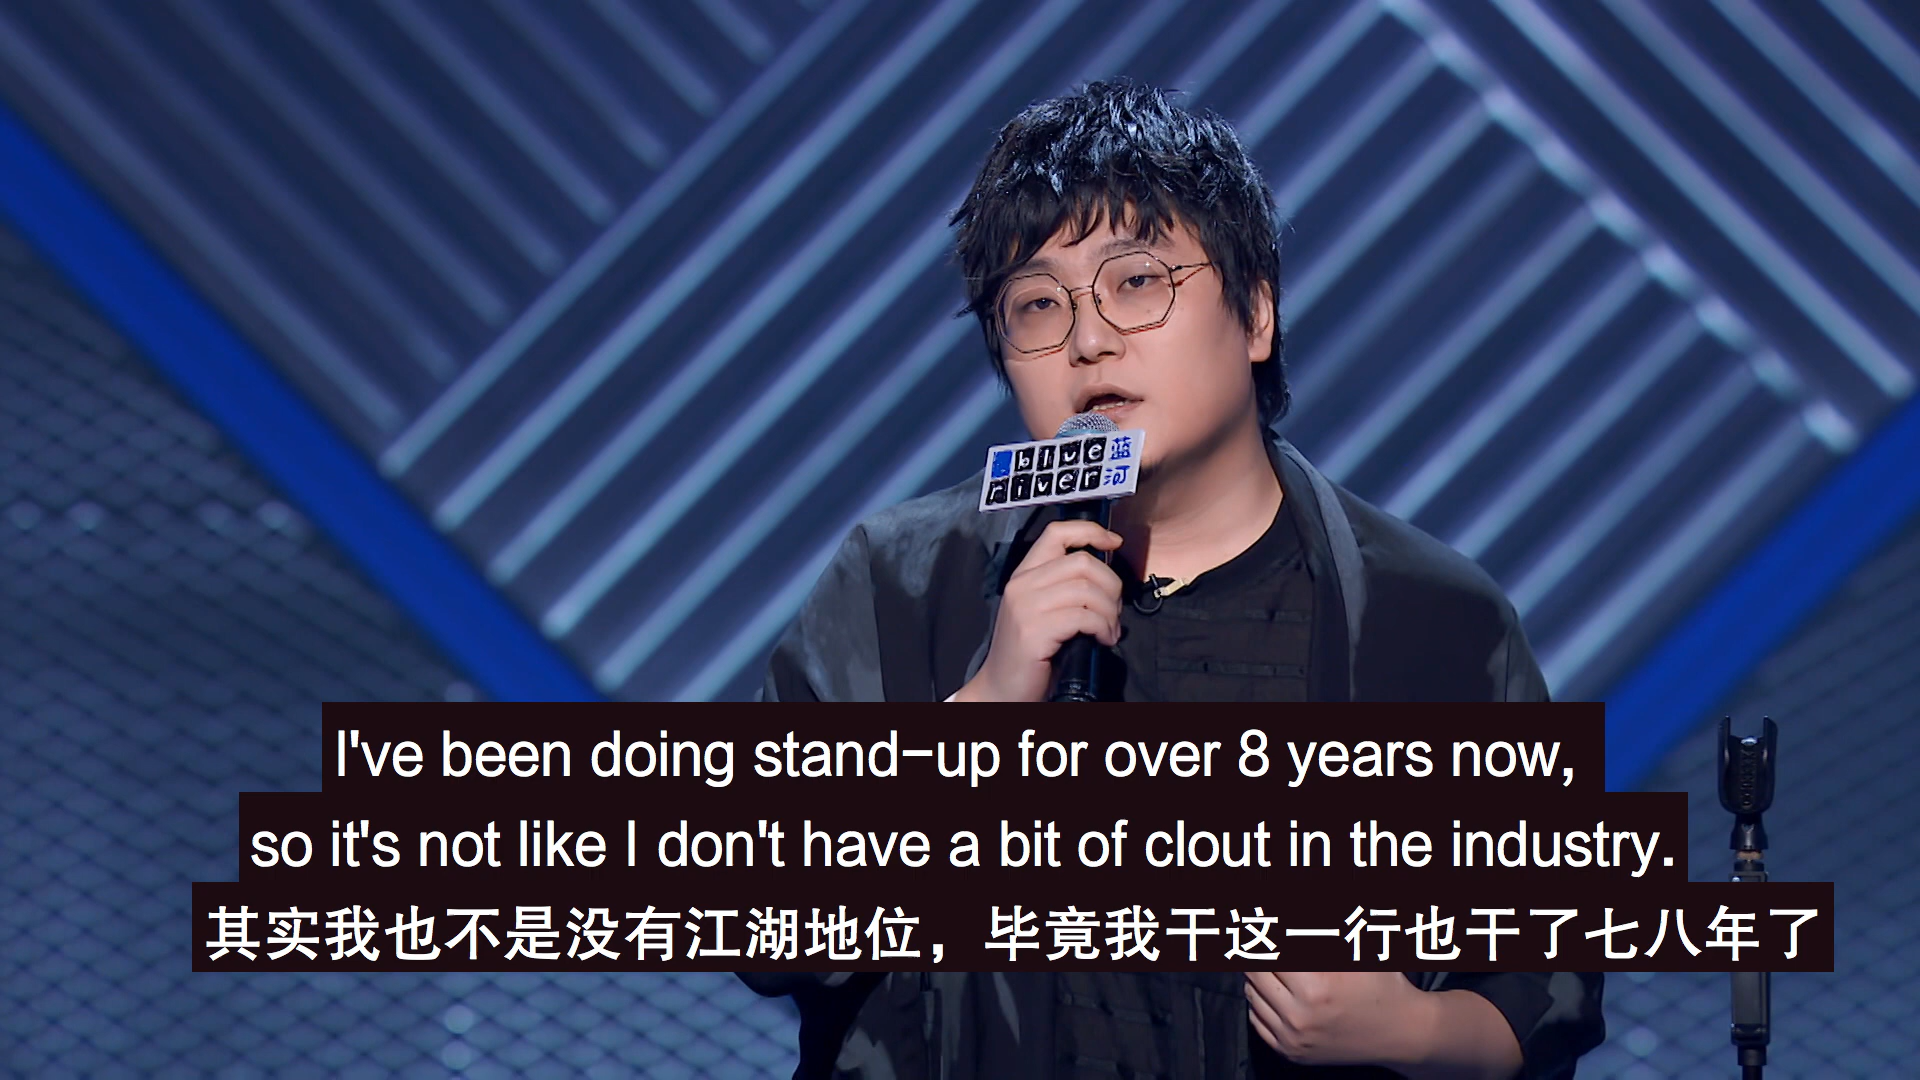 blue 蓝
river 河
I've been doing stand-up for over 8 years now,
so it's not like I don't have a bit of clout in the industry.
其实我也不是没有江湖地位，毕竟我干这一行也干了七八年了